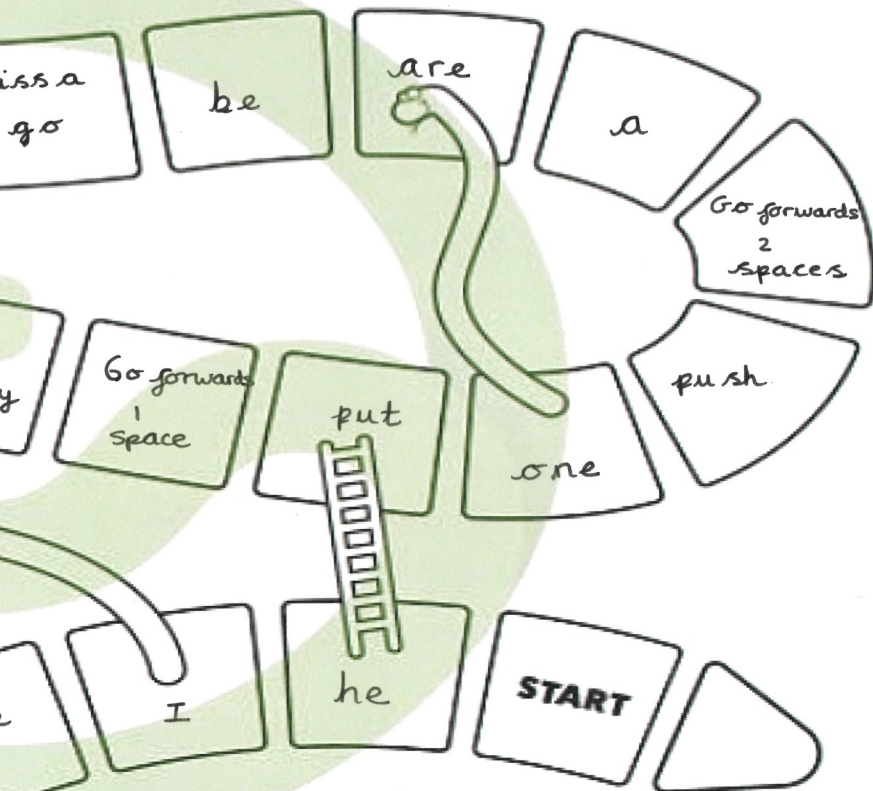 iss a
go
be
are
a
Go forwards
2
spaces
y
Go forwards
1
space
put
one
push
I
he
START